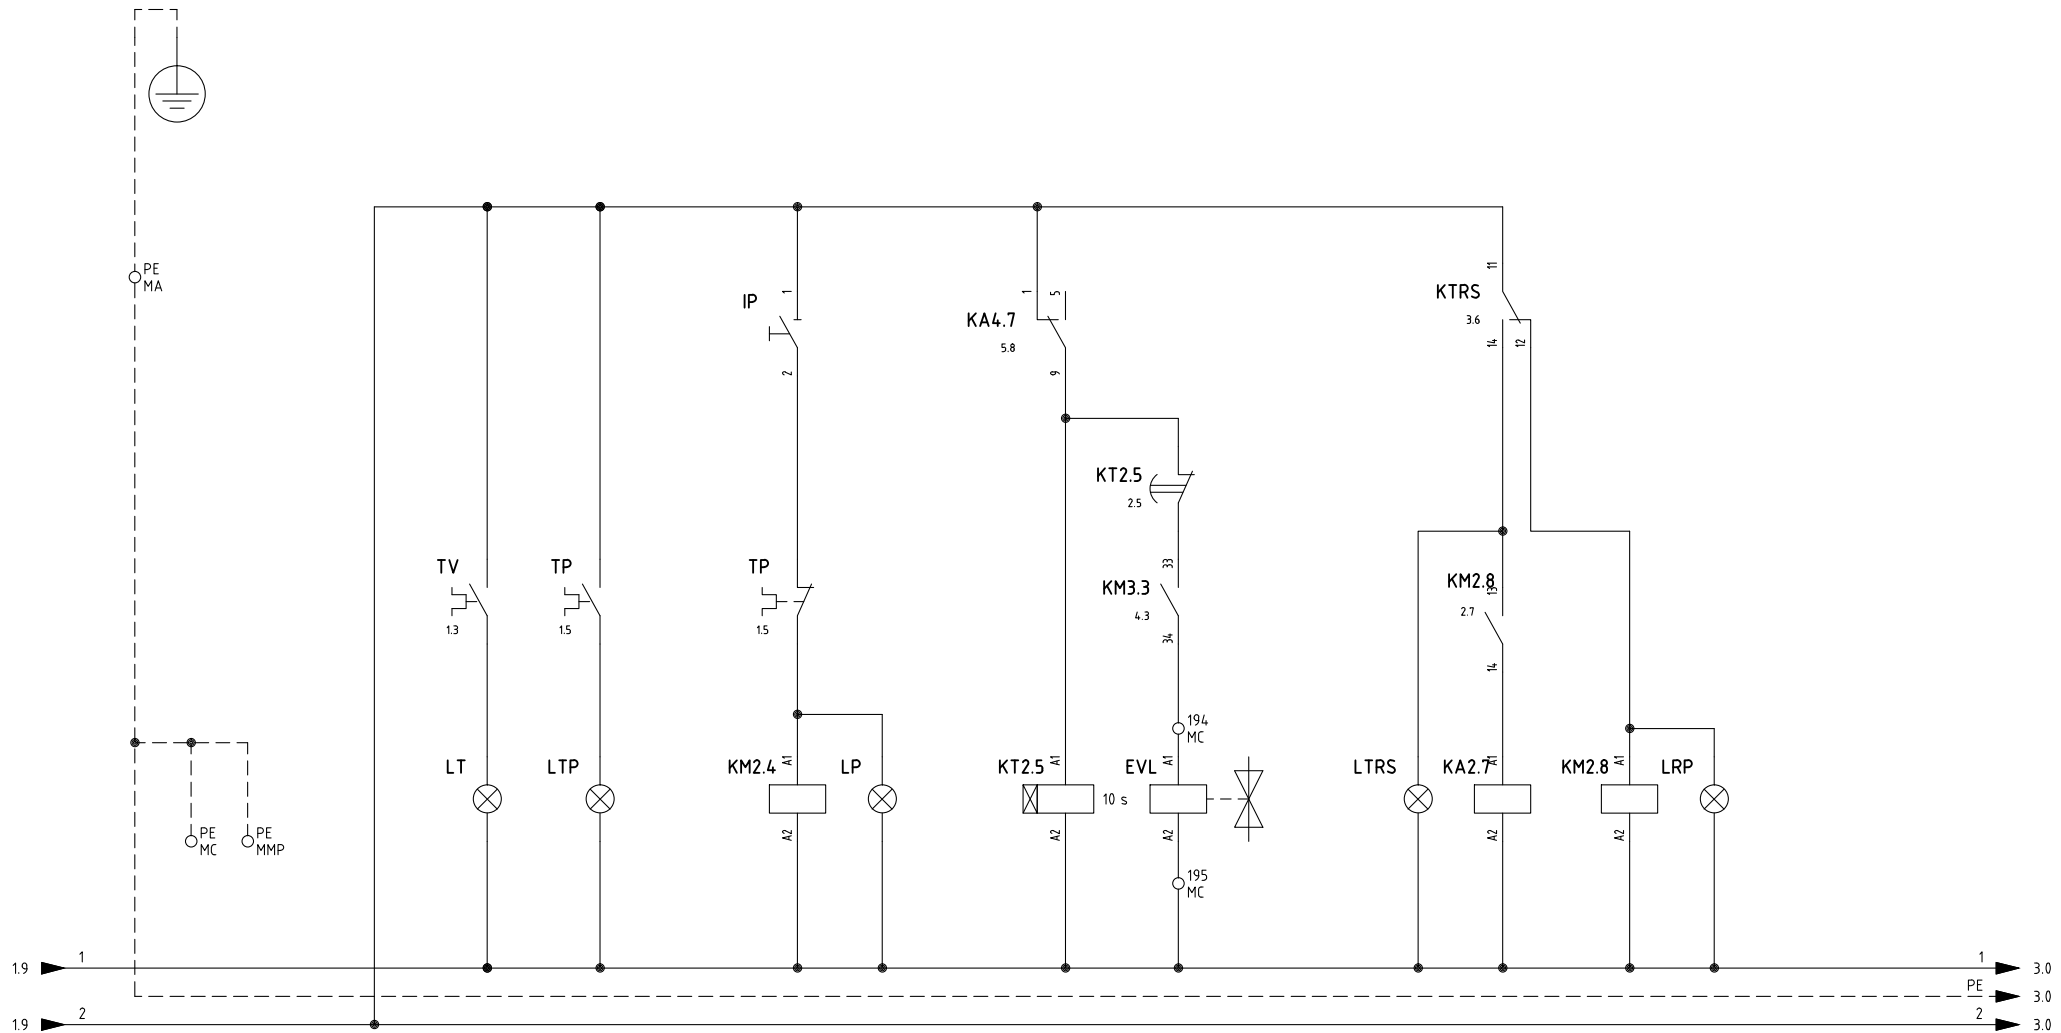 PE
MA
11
1
IP
1
5
KTRS
KA4.7
3.6
5.8
14
12
2
9
KT2.5
2.5
33
TV
TP
TP
KM3.3
KM2.8
13
4.3
2.7
1.3
1.5
1.5
34
14
194
MC
LT
LTP
KM2.4
A1
LP
KT2.5
A1
EVL
A1
LTRS
KA2.7
A1
KM2.8
A1
LRP
10 s
PE
MC
PE
MMP
A2
A2
A2
A2
A2
195
MC
1.9
1
1
3.0
PE
3.0
1.9
2
2
3.0